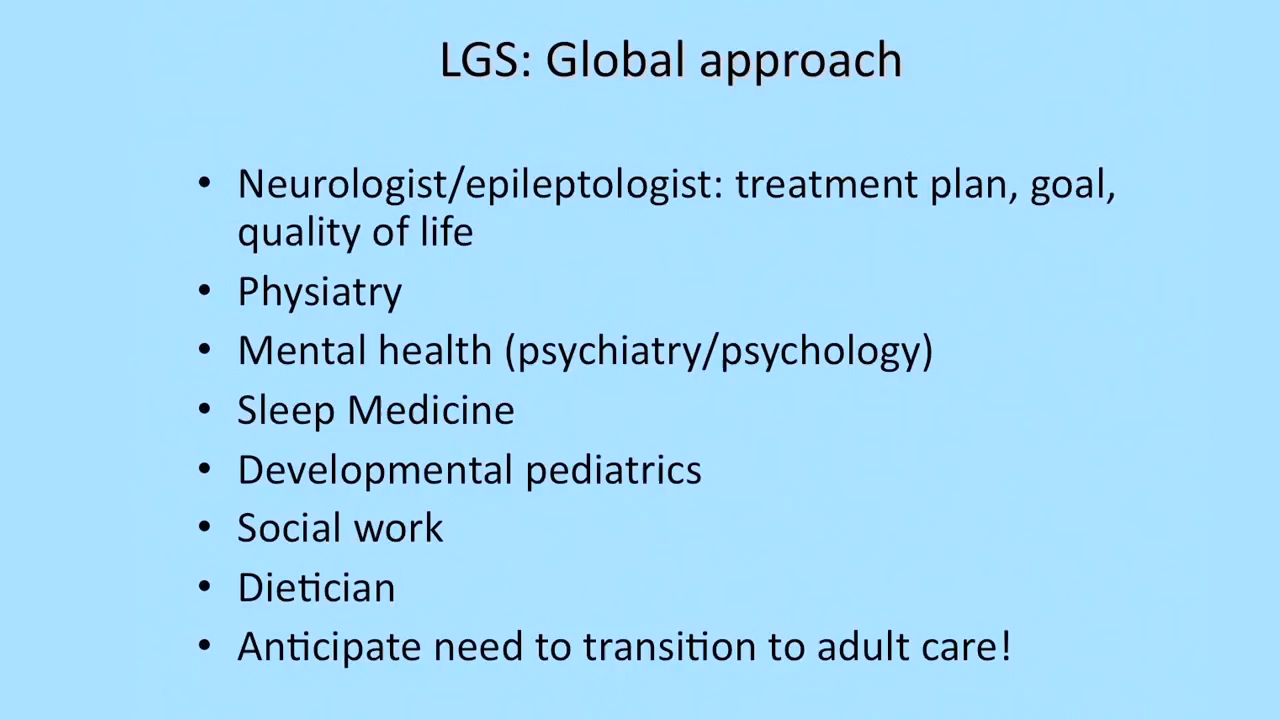 LGS: Global approach
• Neurologist/epileptologist: treatment plan, goal,
quality of life
• Physiatry
• Mental health (psychiatry/psychology)
• Sleep Medicine
• Developmental pediatrics
• Social work
• Dietician
• Anticipate need to transition to adult care!